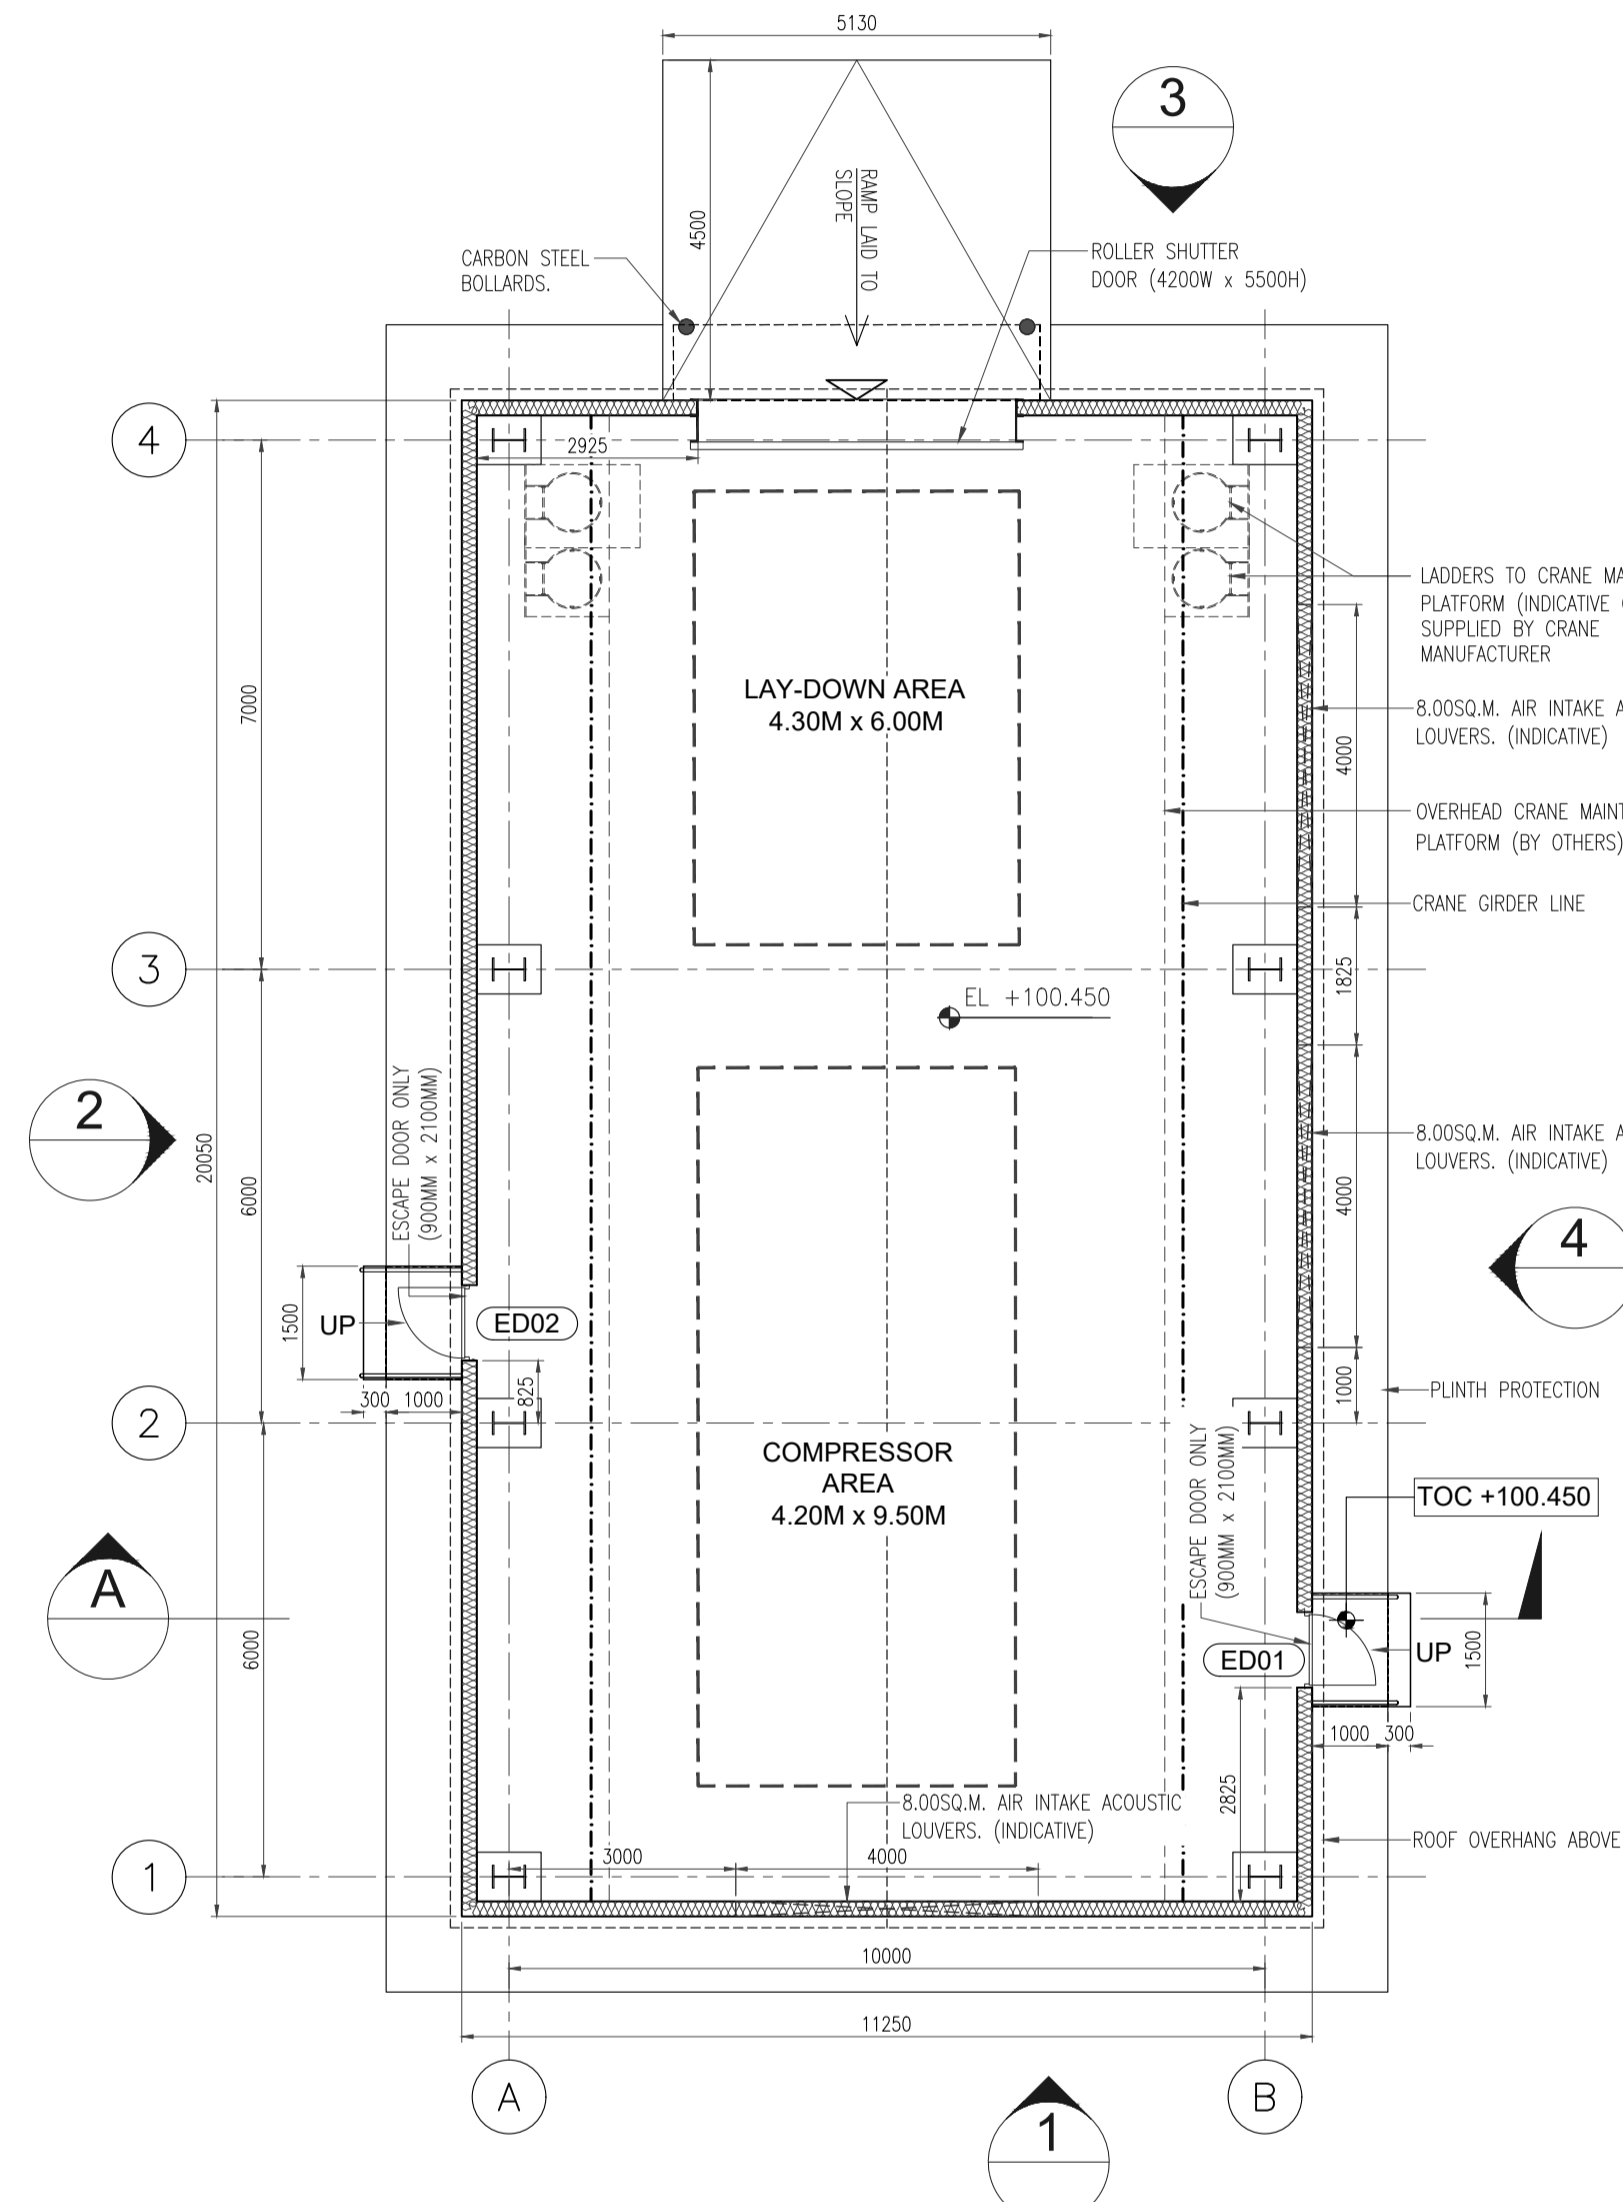 5130
3
4500
RAMP LAID TO
SLOPE
CARBON STEEL
BOLLARDS.
ROLLER SHUTTER
DOOR (4200W x 5500H)
4
2925
LADDERS TO CRANE
PLATFORM (INDICATIVE
SUPPLIED BY CRANE
MANUFACTURER
7000
LAY-DOWN AREA
4.30M x 6.00M
8.00SQ.M. AIR INTAKE
LOUVERS. (INDICATIVE)
4000
OVERHEAD CRANE
PLATFORM (BY OTHERS)
CRANE GIRDER LINE
3
1825
EL +100.450
2
20050
6000
ESCAPE DOOR ONLY
(900MM x 2100MM)
8.00SQ.M. AIR INTAKE
LOUVERS. (INDICATIVE)
4000
4
1500
UP
ED02
300
1000
825
1000
PLINTH PROTECTION
2
COMPRESSOR
AREA
4.20M x 9.50M
ESCAPE DOOR ONLY
(900MM x 2100MM)
TOC +100.450
A
6000
ED01
UP
1500
1000
300
2825
8.00SQ.M. AIR INTAKE ACOUSTIC
LOUVERS. (INDICATIVE)
ROOF OVERHANG ABOVE
1
3000
4000
10000
11250
A
B
1